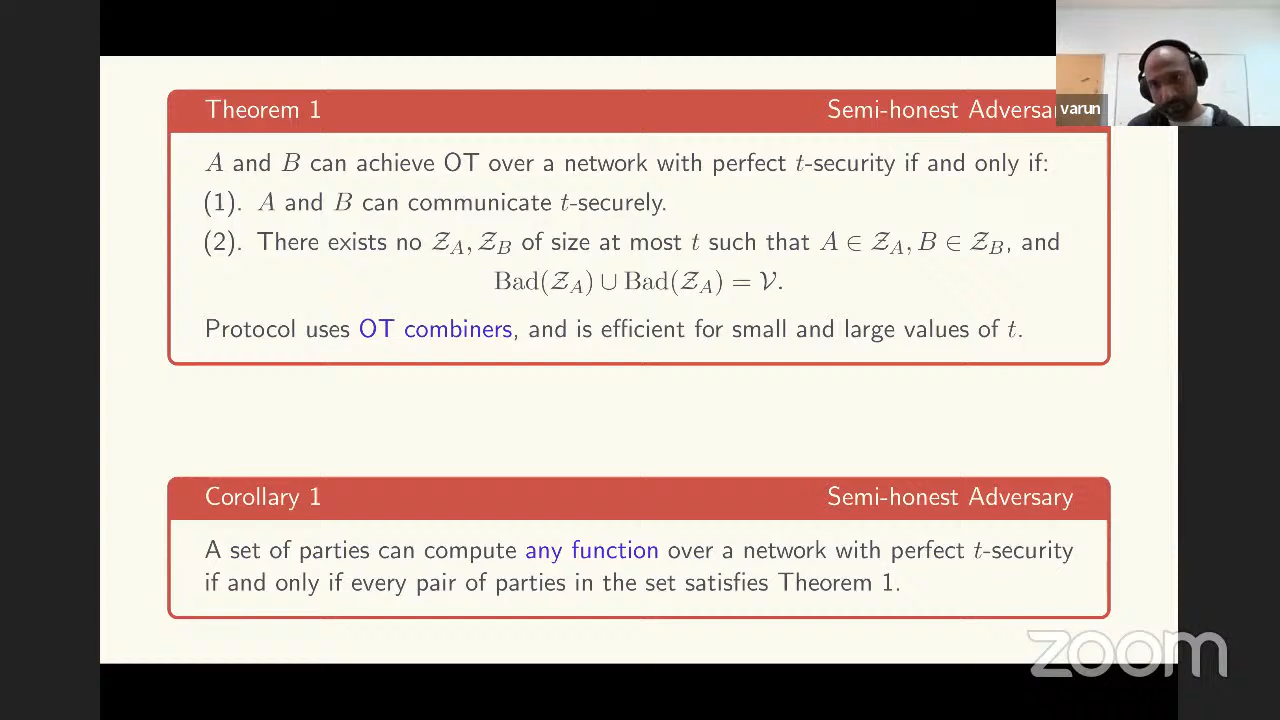 Theorem 1
Semi-honest Adversa
varun
A and B can achieve OT over a network with perfect t-security if and only if:
(1). A and B can communicate t-securely.
(2). There exists no 𝒵_A, 𝒵_B of size at most t such that A ∈ 𝒵_A, B ∈ 𝒵_B, and
Bad(𝒵_A) ∪ Bad(𝒵_A) = 𝒱.
Protocol uses OT combiners, and is efficient for small and large values of t.
Corollary 1
Semi-honest Adversary
A set of parties can compute any function over a network with perfect t-security
if and only if every pair of parties in the set satisfies Theorem 1.
zoom